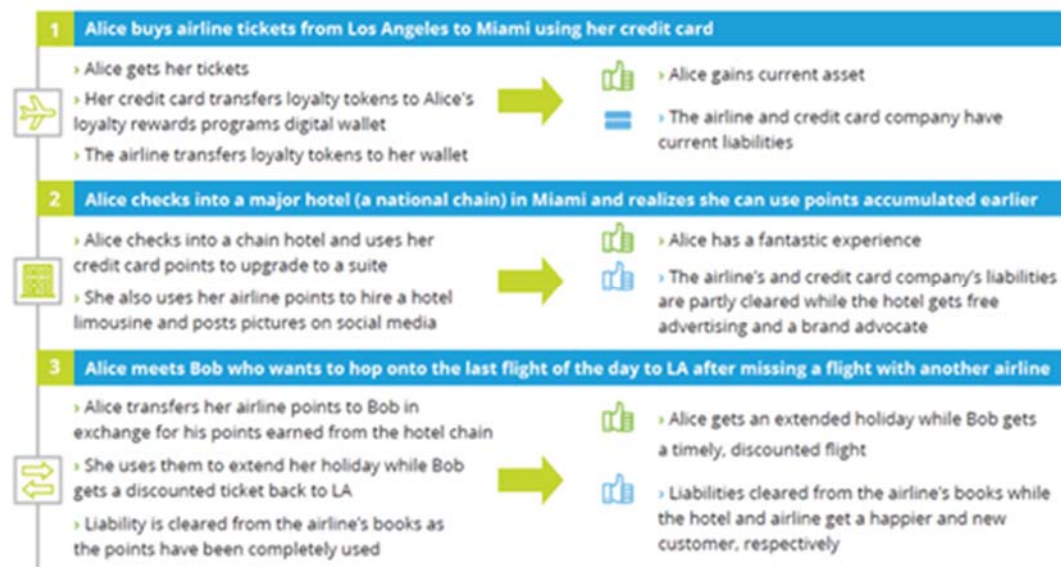 1 Alice buys airline tickets from Los Angeles to Miami using her credit card
› Alice gets her tickets
› Her credit card transfers loyalty tokens to Alice's
loyalty rewards programs digital wallet
› The airline transfers loyalty tokens to her wallet
› Alice gains current asset
› The airline and credit card company have
current liabilities
2 Alice checks into a major hotel (a national chain) in Miami and realizes she can use points accumulated earlier
› Alice checks into a chain hotel and uses her
credit card points to upgrade to a suite
› She also uses her airline points to hire a hotel
limousine and posts pictures on social media
› Alice has a fantastic experience
› The airline's and credit card company's liabilities
are partly cleared while the hotel gets free
advertising and a brand advocate
3 Alice meets Bob who wants to hop onto the last flight of the day to LA after missing a flight with another airline
› Alice transfers her airline points to Bob in
exchange for his points earned from the hotel chain
› She uses them to extend her holiday while Bob
gets a discounted ticket back to LA
› Liability is cleared from the airline's books as
the points have been completely used
› Alice gets an extended holiday while Bob gets
a timely, discounted flight
› Liabilities cleared from the airline's books while
the hotel and airline get a happier and new
customer, respectively